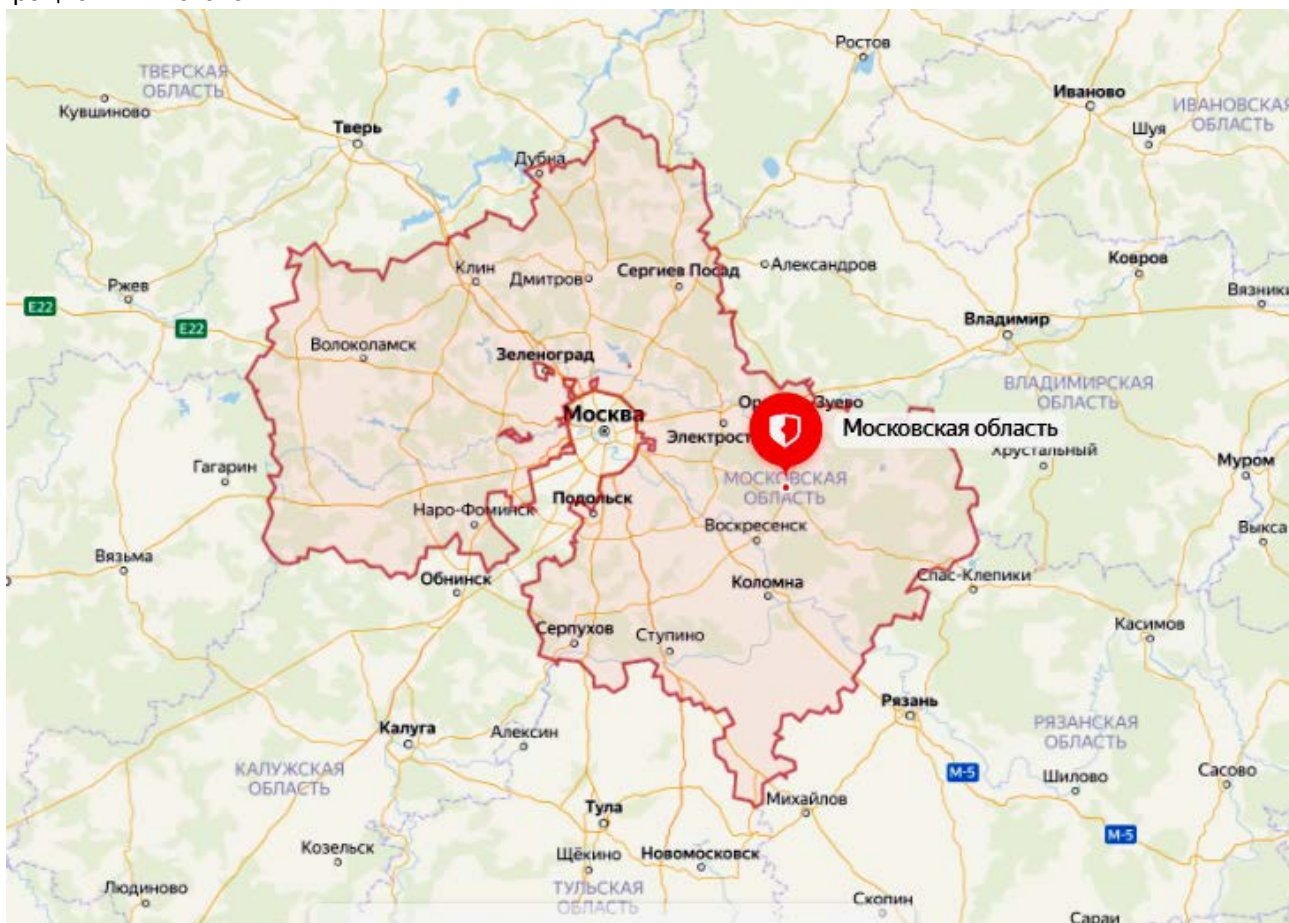 Ростов
ТВЕРСКАЯ
ОБЛАСТЬ
Кувшиново
Иваново
ИВАНОВСКАЯ
ОБЛАСТЬ
Шуя
Тверь
Дубна
Клин
Дмитров
Сергиев Посад
Александров
Ковров
Ржев
Вязники
E22
E22
Владимир
Волоколамск
Зеленоград
ВЛАДИМИРСКАЯ
ОБЛАСТЬ
Москва
Зуево
Московская область
Хрустальный
Муром
Гагарин
МОСКОВСКАЯ
ОБЛАСТЬ
Подольск
Наро-Фоминск
Воскресенск
Выкса
Вязьма
Обнинск
Коломна
Спас-Клепики
Касимов
Серпухов
Ступино
Рязань
Калуга
Алексин
РЯЗАНСКАЯ
ОБЛАСТЬ
КАЛУЖСКАЯ
ОБЛАСТЬ
М-5
Шилово
Сасово
Тула
Михайлов
М-5
Козельск
Щёкино
Новомосковск
Людиново
ТУЛЬСКАЯ
ОБЛАСТЬ
Скопин
Сараи